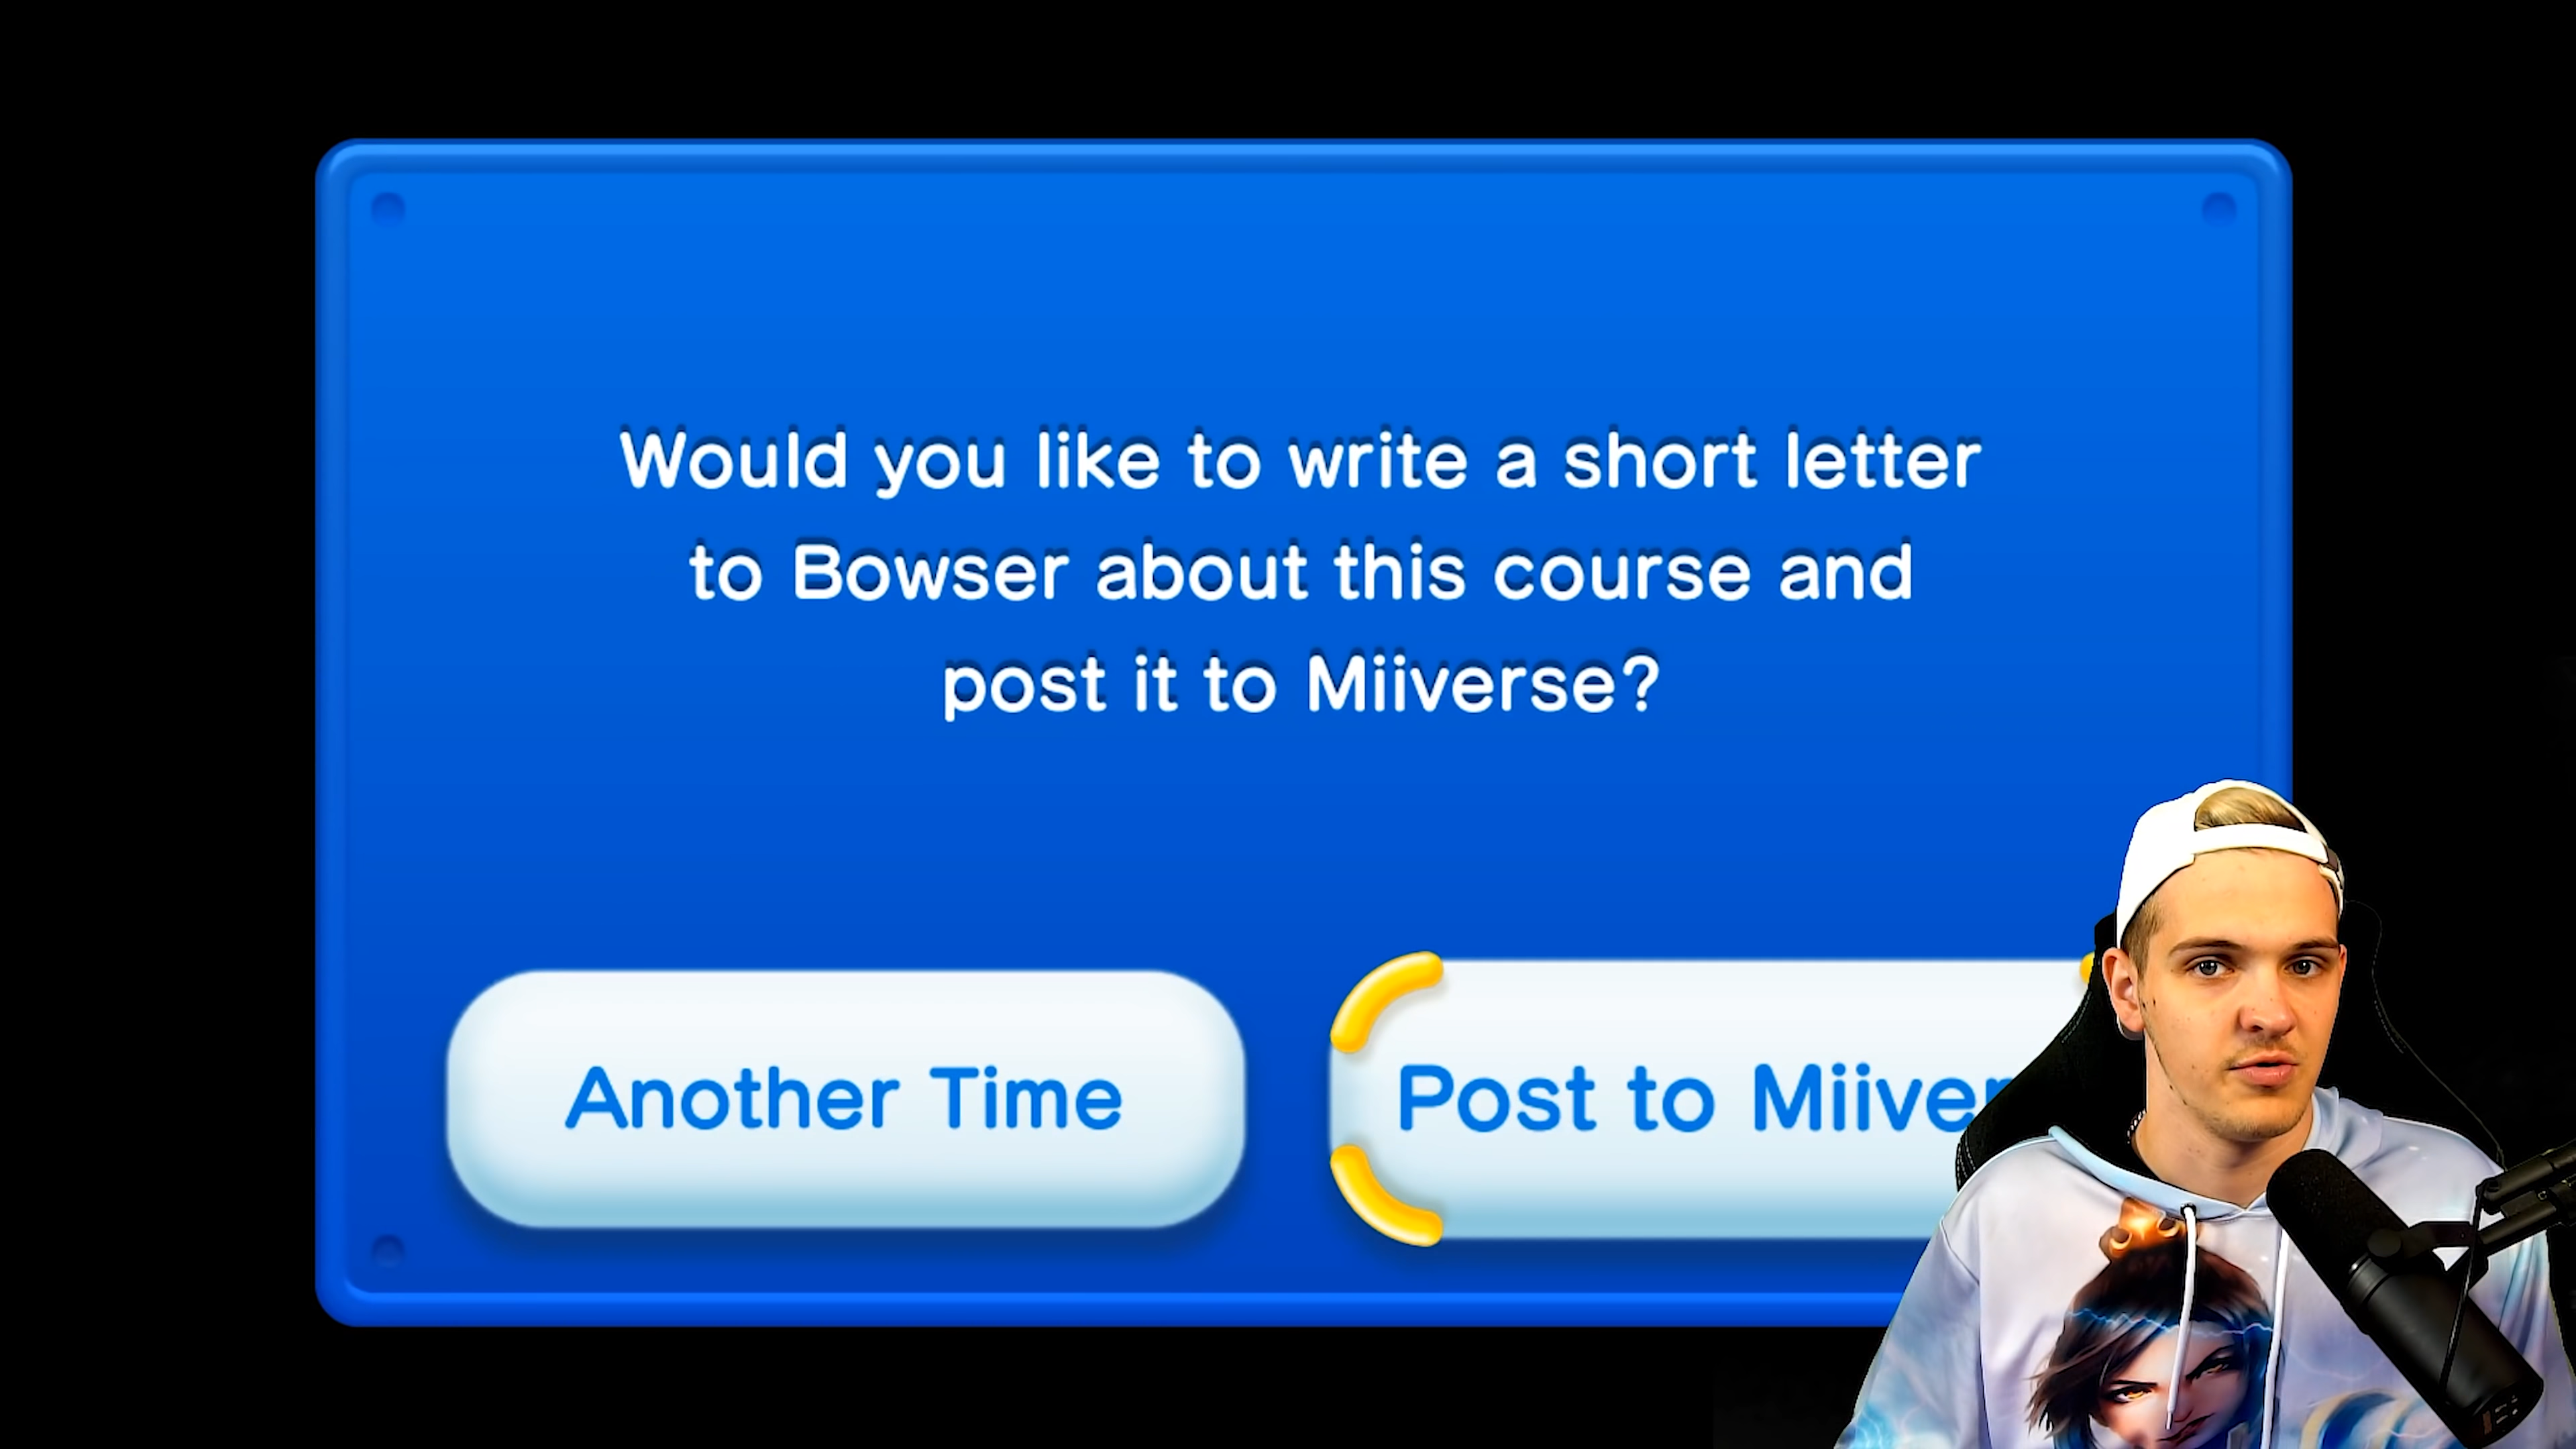 Would you like to write a short letter
to Bowser about this course and
post it to Miiverse?
Another Time
Post to